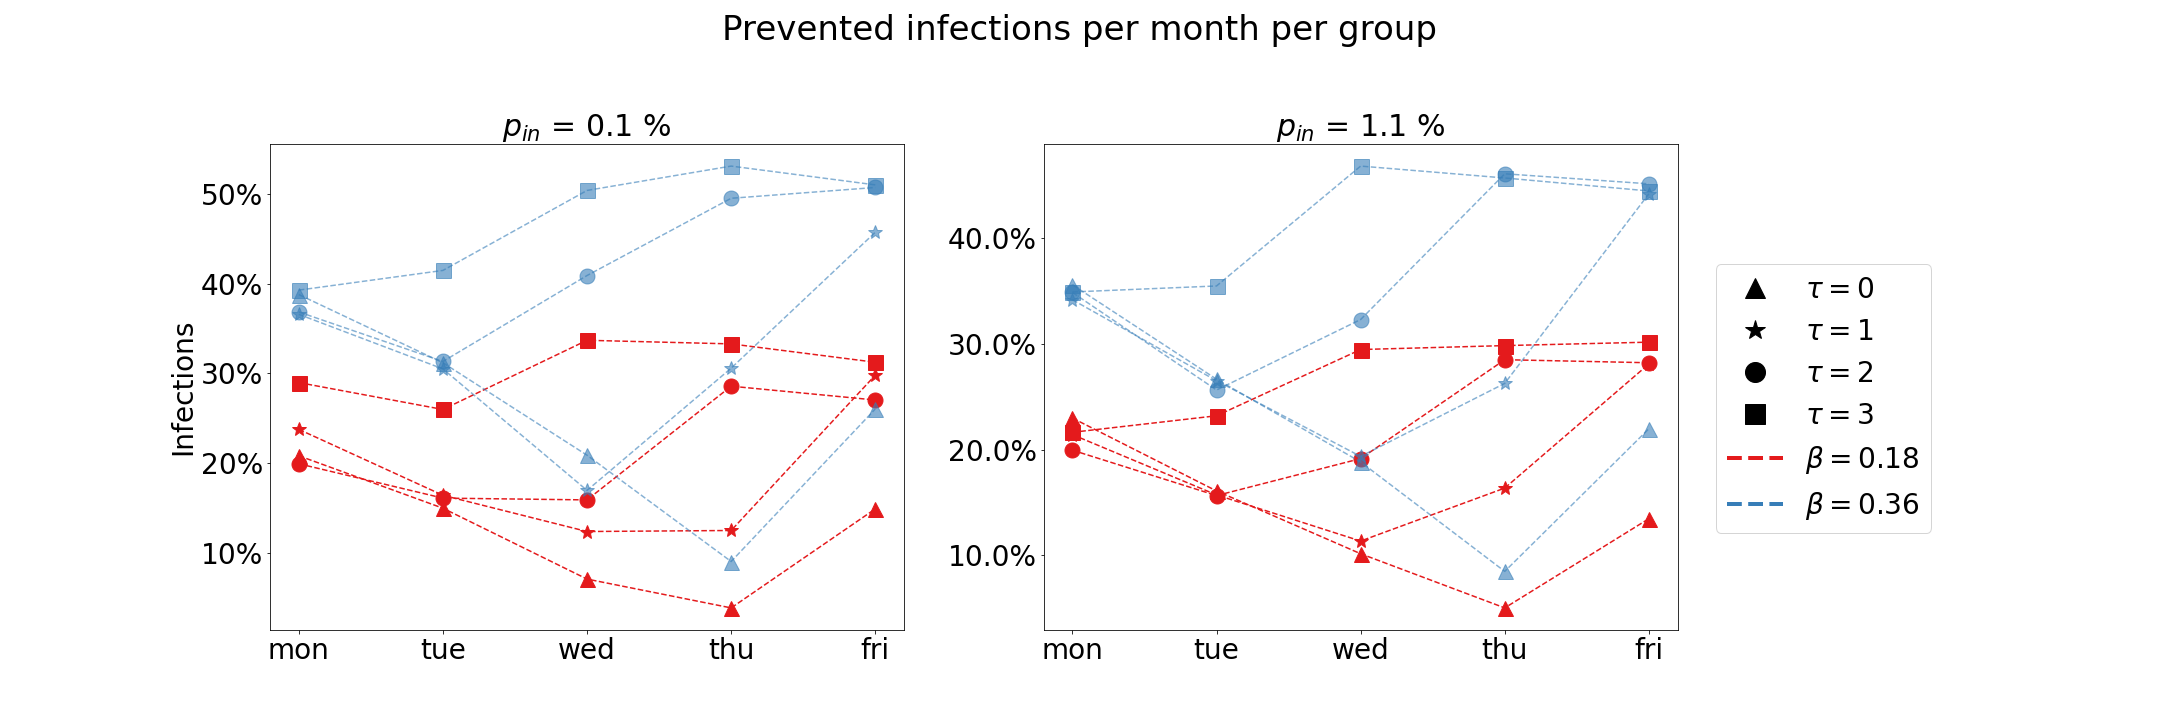 Prevented infections per month per group
p_in = 0.1 %
Infections
50%
40%
30%
20%
10%
mon tue wed thu fri
p_in = 1.1 %
40.0%
30.0%
20.0%
10.0%
mon tue wed thu fri
τ = 0
τ = 1
τ = 2
τ = 3
β = 0.18
β = 0.36